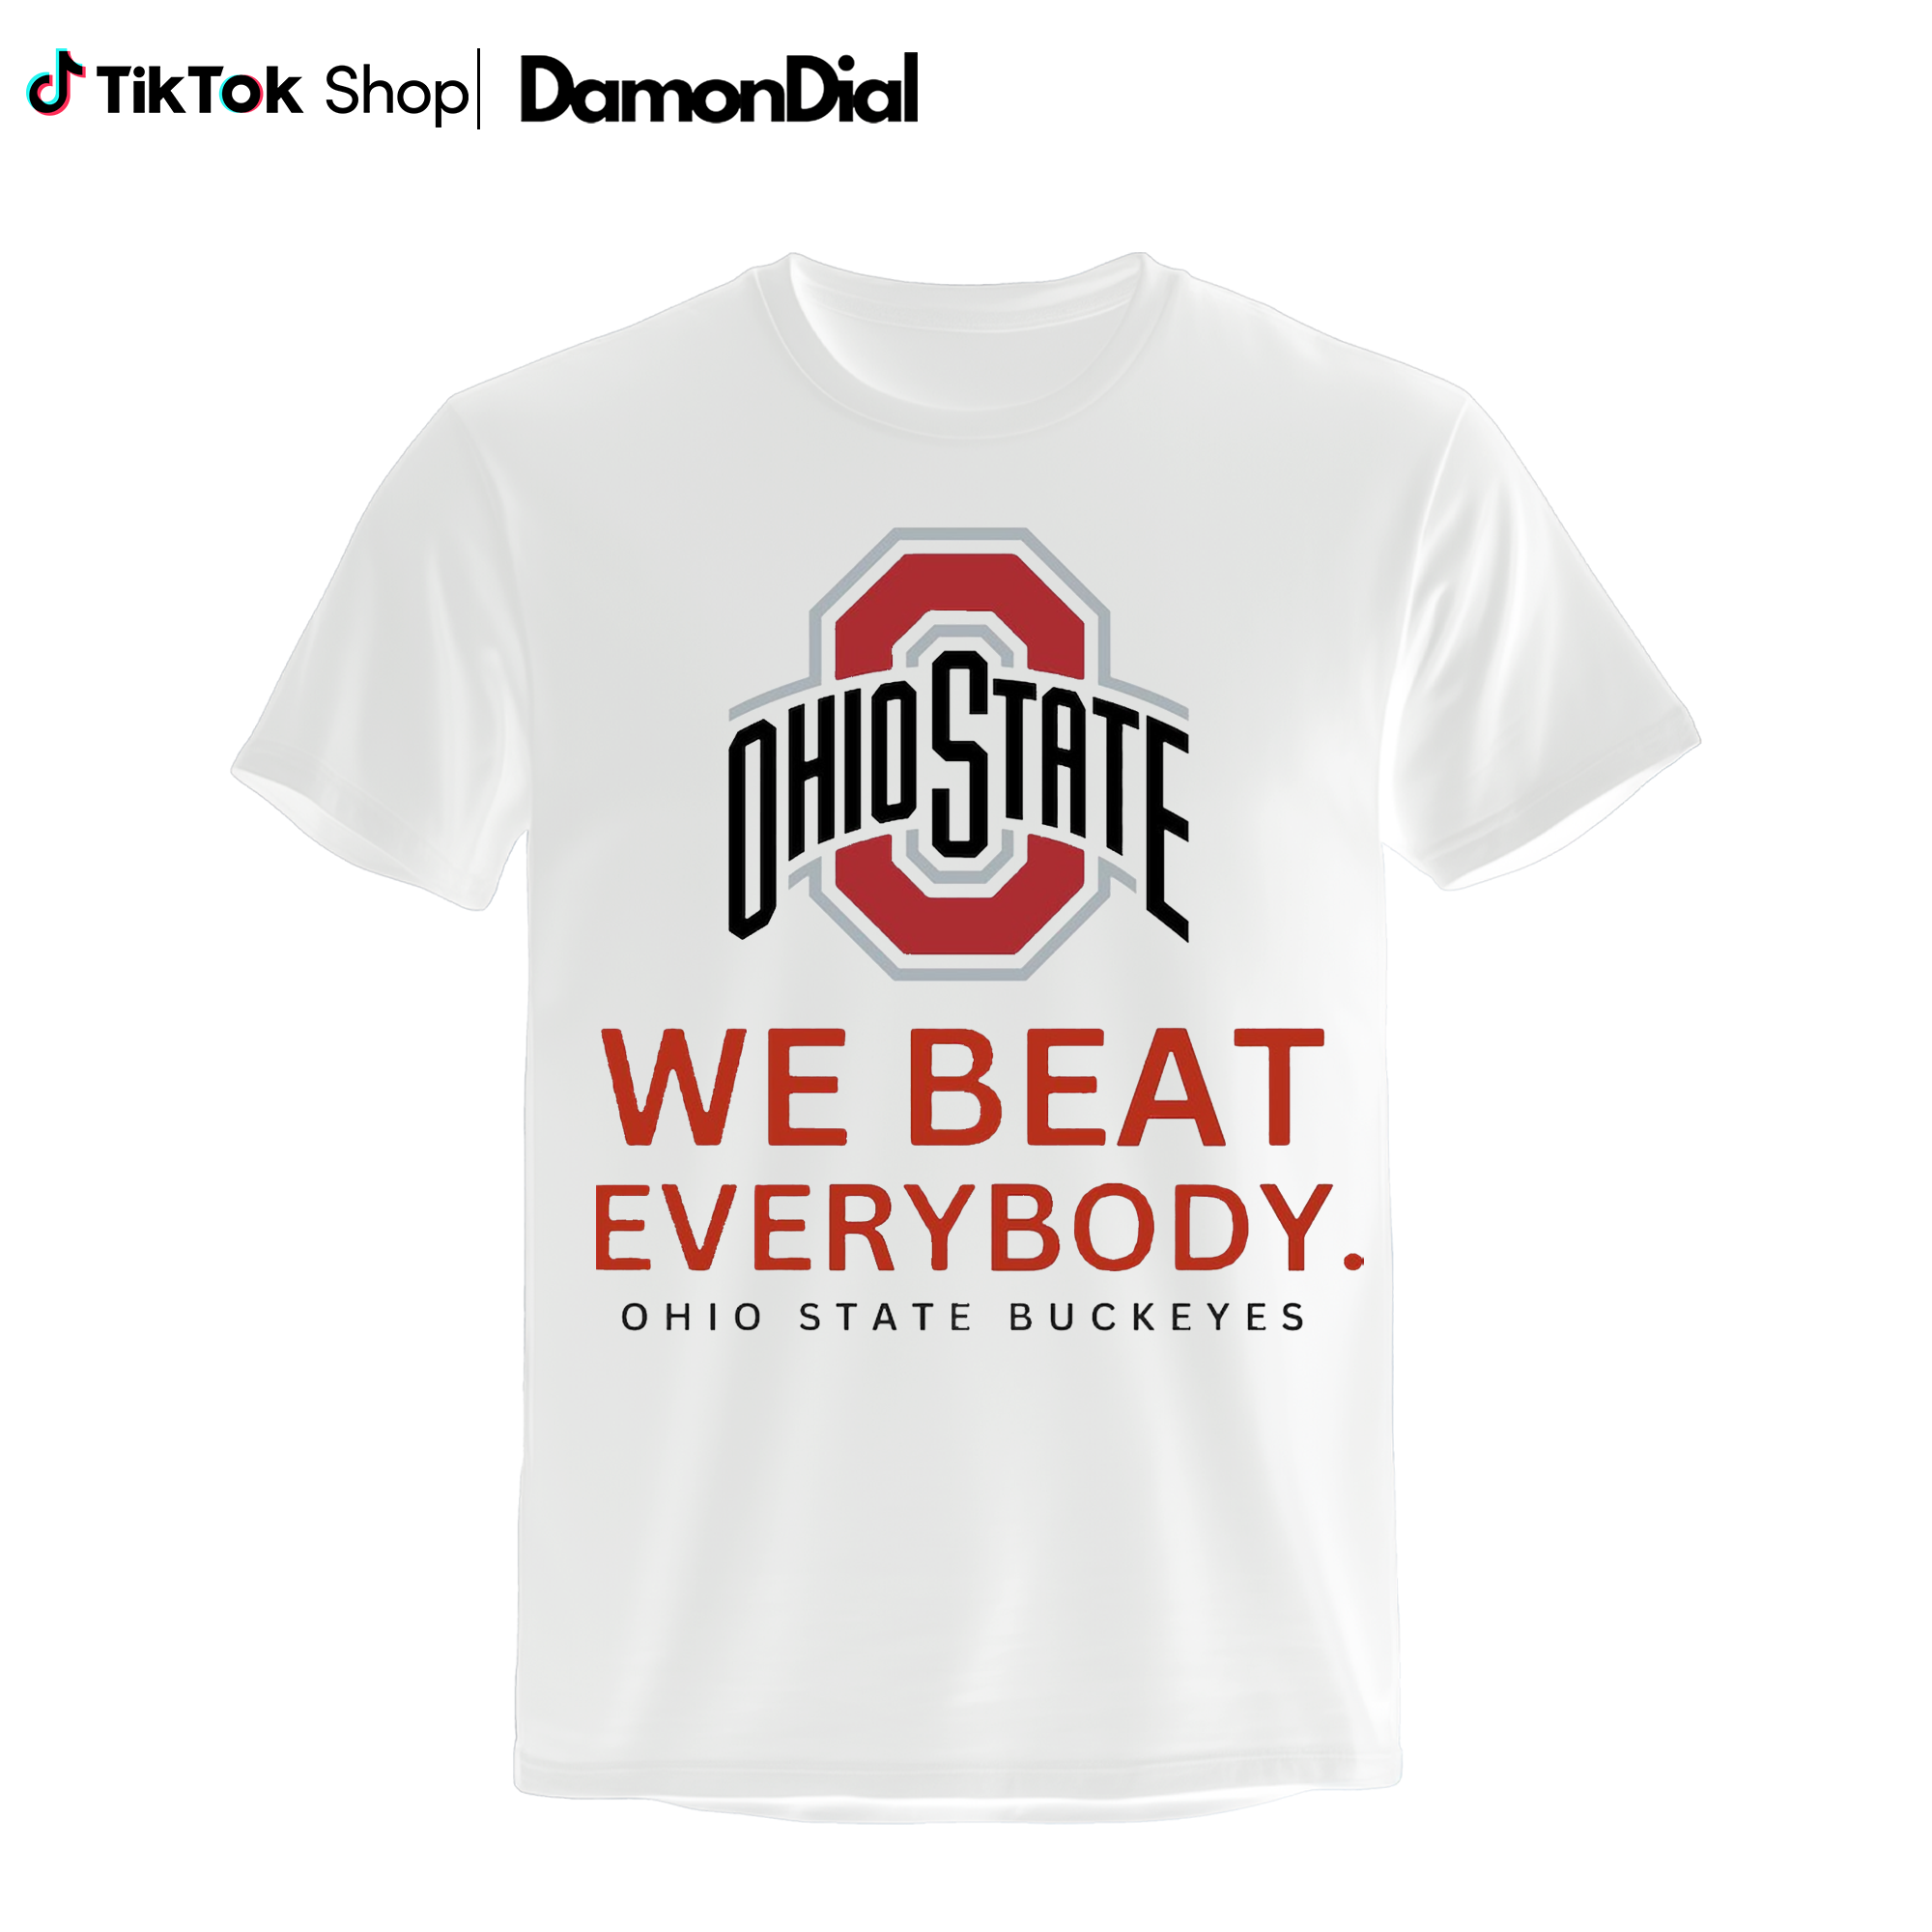 TikTok Shop | DamonDial
OHIO STATE
WE BEAT
EVERYBODY.
OHIO STATE BUCKEYES